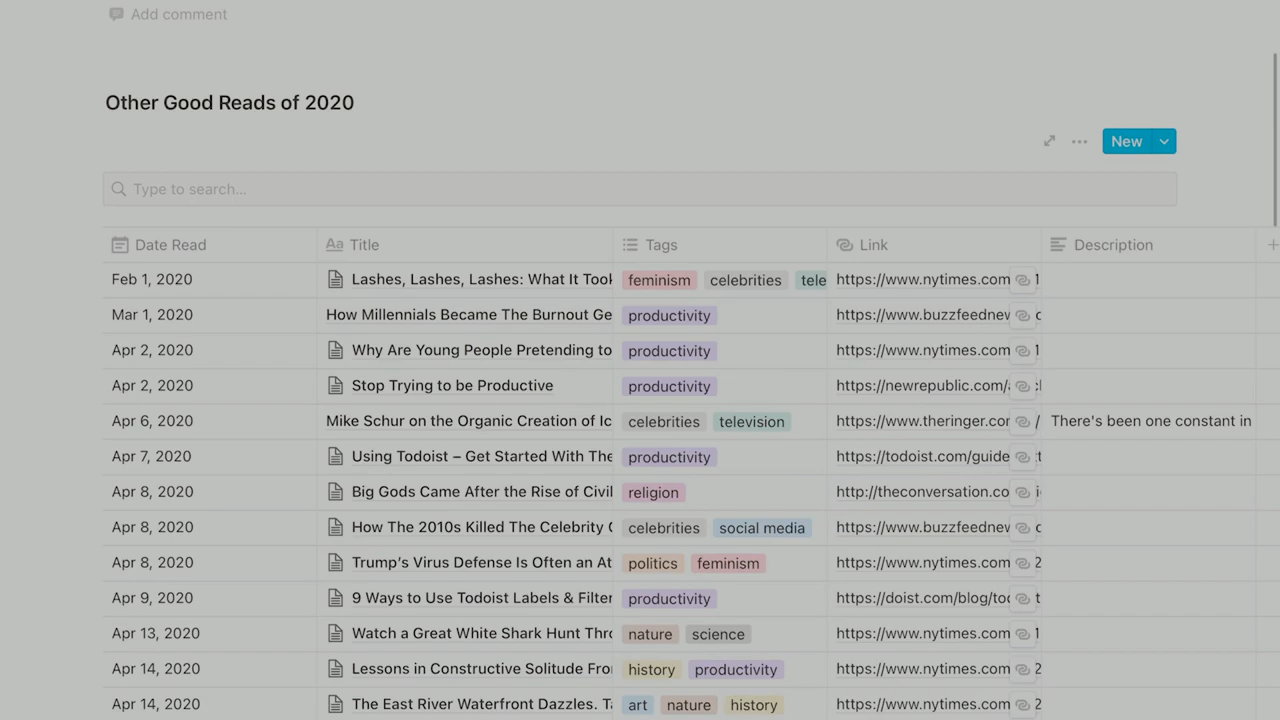 Add comment
Other Good Reads of 2020
New
Type to search...
Date Read Aa Title Tags Link Description
Feb 1, 2020 Lashes, Lashes, Lashes: What It Took feminism celebrities tele https://www.nytimes.com 1
Mar 1, 2020 How Millennials Became The Burnout Ge productivity https://www.buzzfeednew
Apr 2, 2020 Why Are Young People Pretending to productivity https://www.nytimes.com 1
Apr 2, 2020 Stop Trying to be Productive productivity https://newrepublic.com/
Apr 6, 2020 Mike Schur on the Organic Creation of Ic celebrities television https://www.theringer.cor / There's been one constant in
Apr 7, 2020 Using Todoist – Get Started With The productivity https://todoist.com/guide t
Apr 8, 2020 Big Gods Came After the Rise of Civil religion http://theconversation.co
Apr 8, 2020 How The 2010s Killed The Celebrity celebrities social media https://www.buzzfeednew
Apr 8, 2020 Trump’s Virus Defense Is Often an At politics feminism https://www.nytimes.com 2
Apr 9, 2020 9 Ways to Use Todoist Labels & Filter productivity https://doist.com/blog/too t
Apr 13, 2020 Watch a Great White Shark Hunt Thro nature science https://www.nytimes.com 1
Apr 14, 2020 Lessons in Constructive Solitude Fro history productivity https://www.nytimes.com 2
Apr 14, 2020 The East River Waterfront Dazzles. Ta art nature history https://www.nytimes.com 2